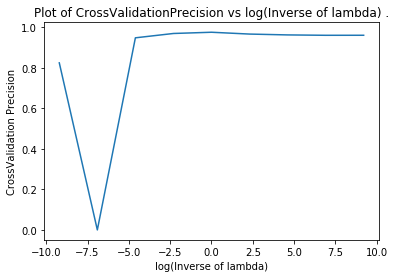 Plot of CrossValidationPrecision vs log(Inverse of lambda) .
1.0
0.8
0.6
0.4
0.2
0.0
CrossValidation Precision
−10.0 −7.5 −5.0 −2.5 0.0 2.5 5.0 7.5 10.0
log(Inverse of lambda)